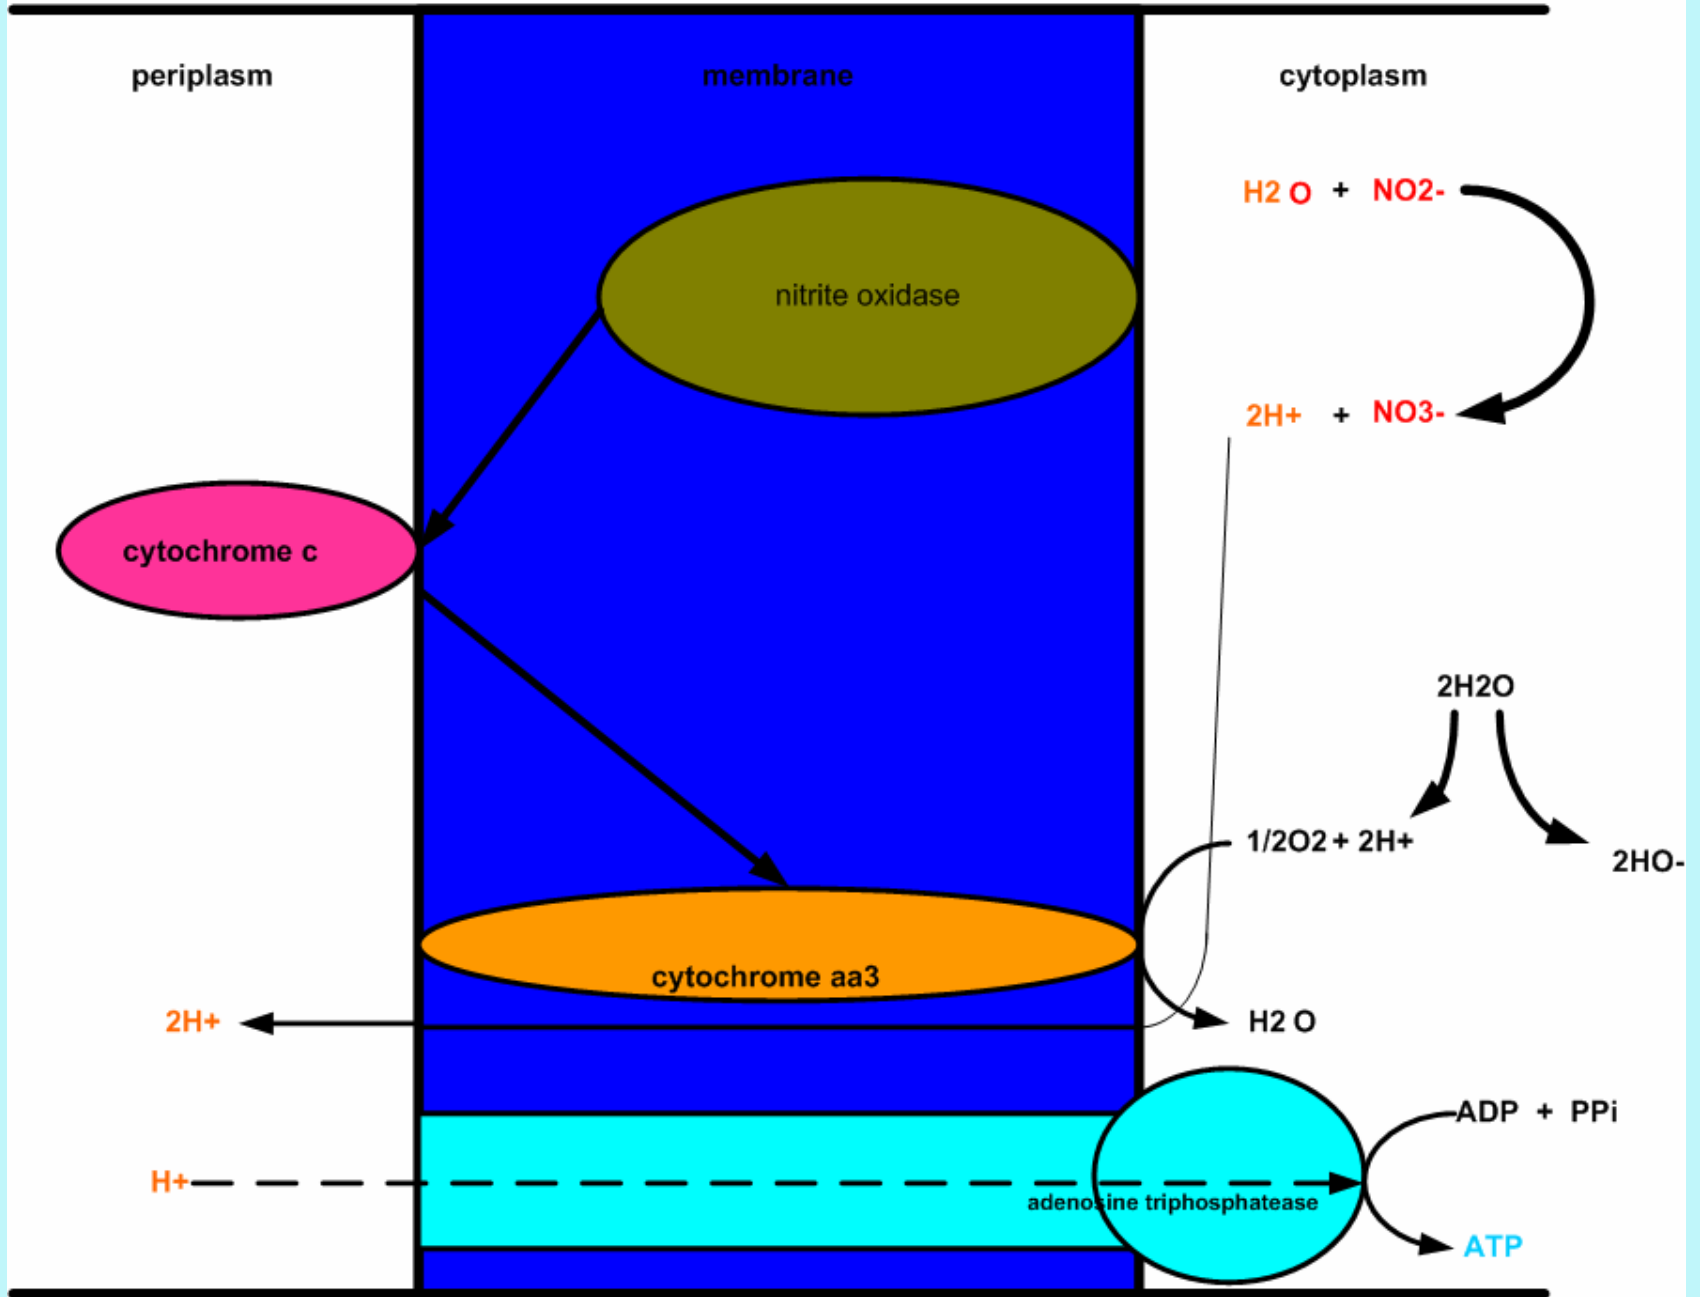 periplasm
membrane
cytoplasm
H2 O + NO2-
nitrite oxidase
2H+ + NO3-
cytochrome c
2H2O
1/2O2 + 2H+
2HO-
cytochrome aa3
2H+
H2 O
ADP + PPi
H+
adenosine triphosphatease
ATP